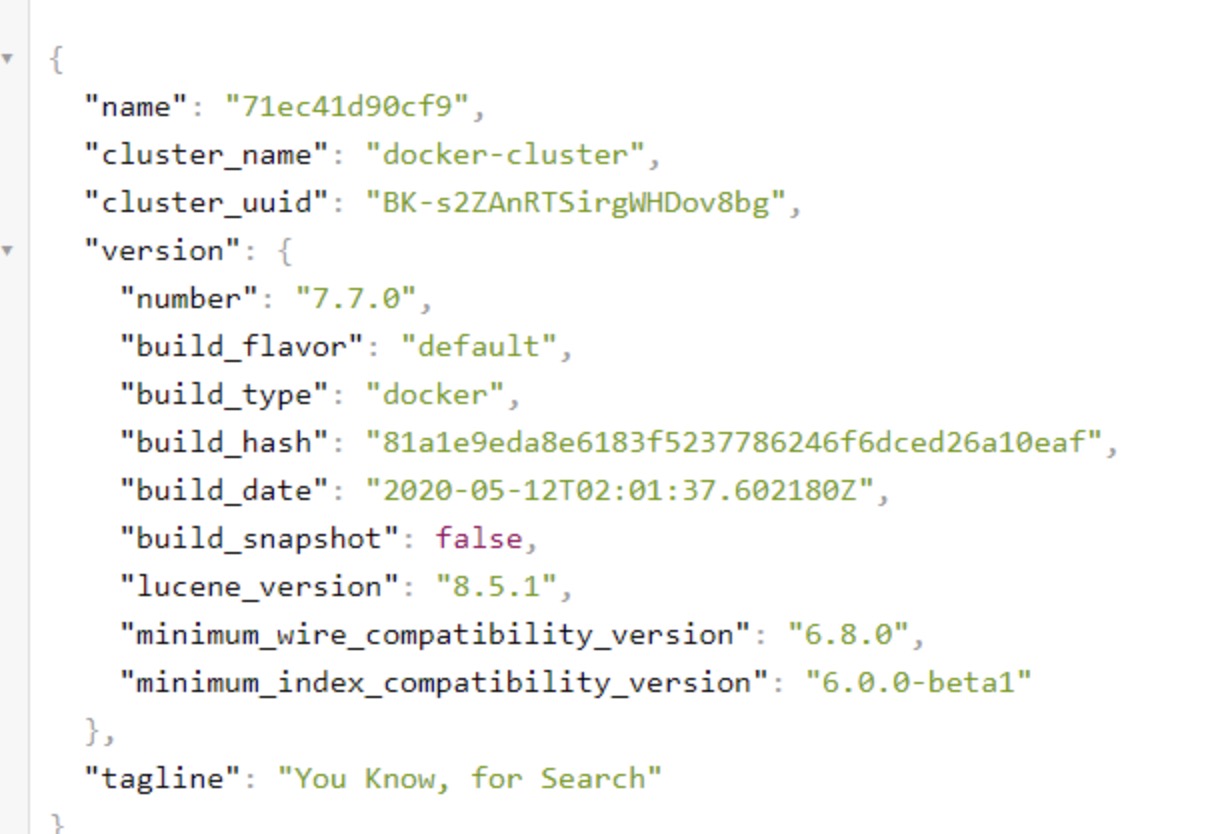 {
"name": "71ec41d90cf9",
"cluster_name": "docker-cluster",
"cluster_uuid": "BK-s2ZAnRTSirgWHDov8bg",
"version": {
"number": "7.7.0",
"build_flavor": "default",
"build_type": "docker",
"build_hash": "81a1e9eda8e6183f5237786246f6dced26a10eaf",
"build_date": "2020-05-12T02:01:37.602180Z",
"build_snapshot": false,
"lucene_version": "8.5.1",
"minimum_wire_compatibility_version": "6.8.0",
"minimum_index_compatibility_version": "6.0.0-beta1"
},
"tagline": "You Know, for Search"
}